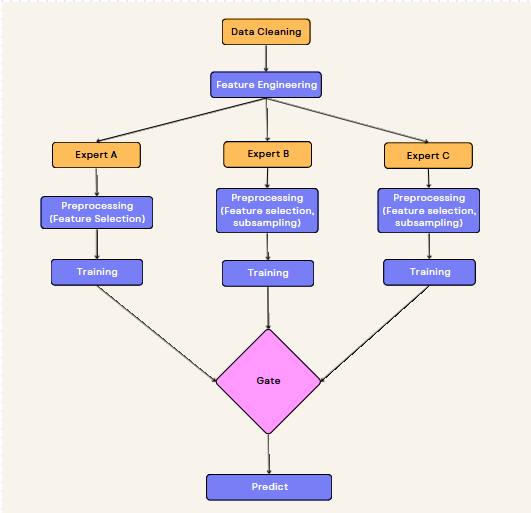 Data Cleaning
Feature Engineering
Expert A
Expert B
Expert C
Preprocessing
(Feature Selection)
Preprocessing
(Feature selection,
subsampling)
Preprocessing
(Feature selection,
subsampling)
Training
Training
Training
Gate
Predict